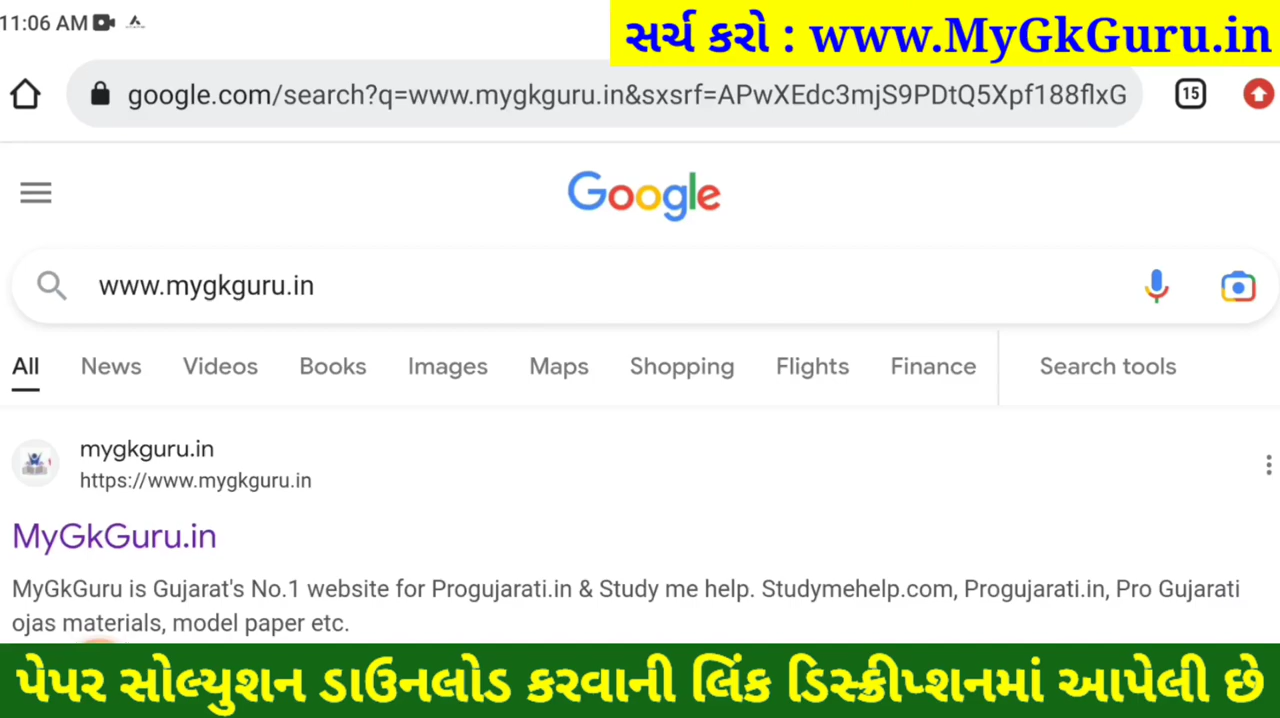 11:06 AM
સર્ચ કરો : www.MyGkGuru.in
google.com/search?q=www.mygkguru.in&sxsrf=APwXEdc3mjS9PDtQ5Xpf188flxG
15
Google
www.mygkguru.in
All News Videos Books Images Maps Shopping Flights Finance Search tools
mygkguru.in
https://www.mygkguru.in
MyGkGuru.in
MyGkGuru is Gujarat's No.1 website for Progujarati.in & Study me help. Studymehelp.com, Progujarati.in, Pro Gujarati
ojas materials, model paper etc.
પેપર સોલ્યુશન ડાઉનલોડ કરવાની લિંક ડિસ્ક્રીપ્શનમાં આપેલી છે